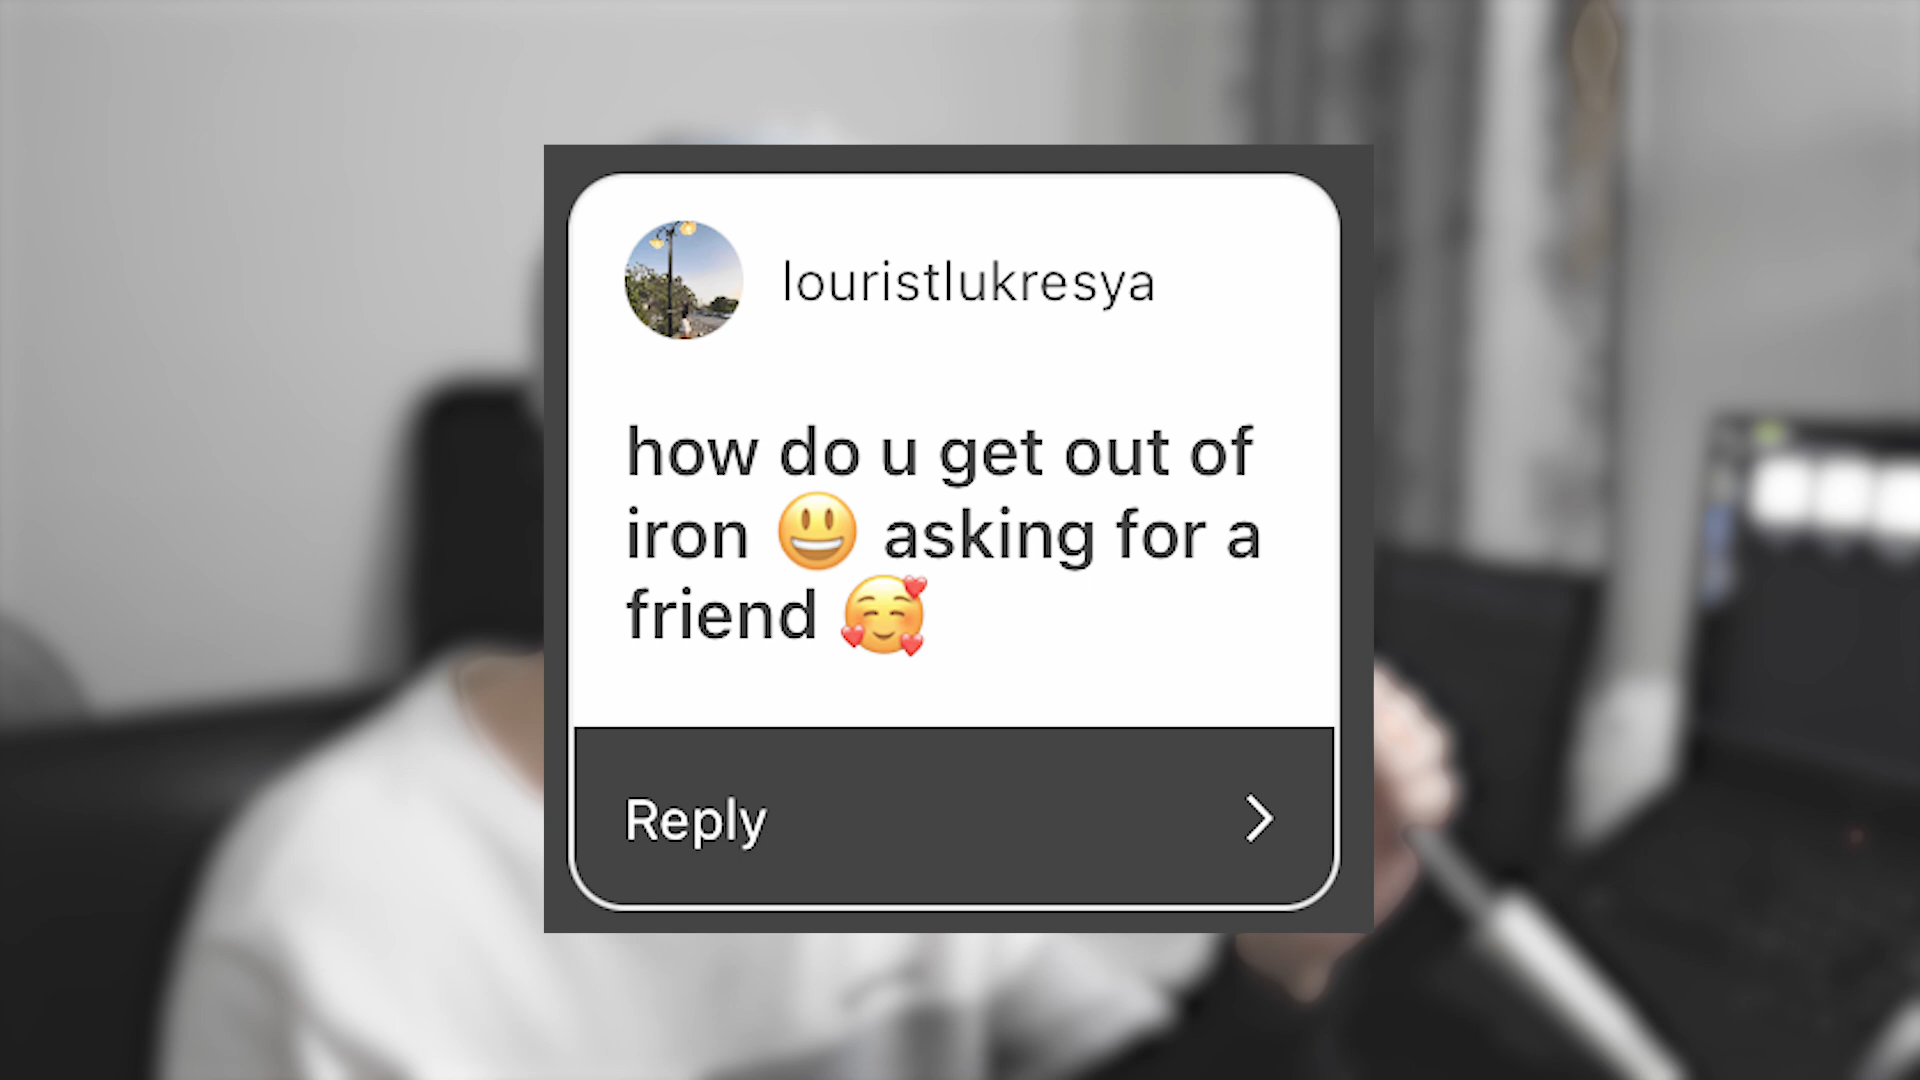 louristlukresya
how do u get out of
iron 😃 asking for a
friend 🥰
Reply